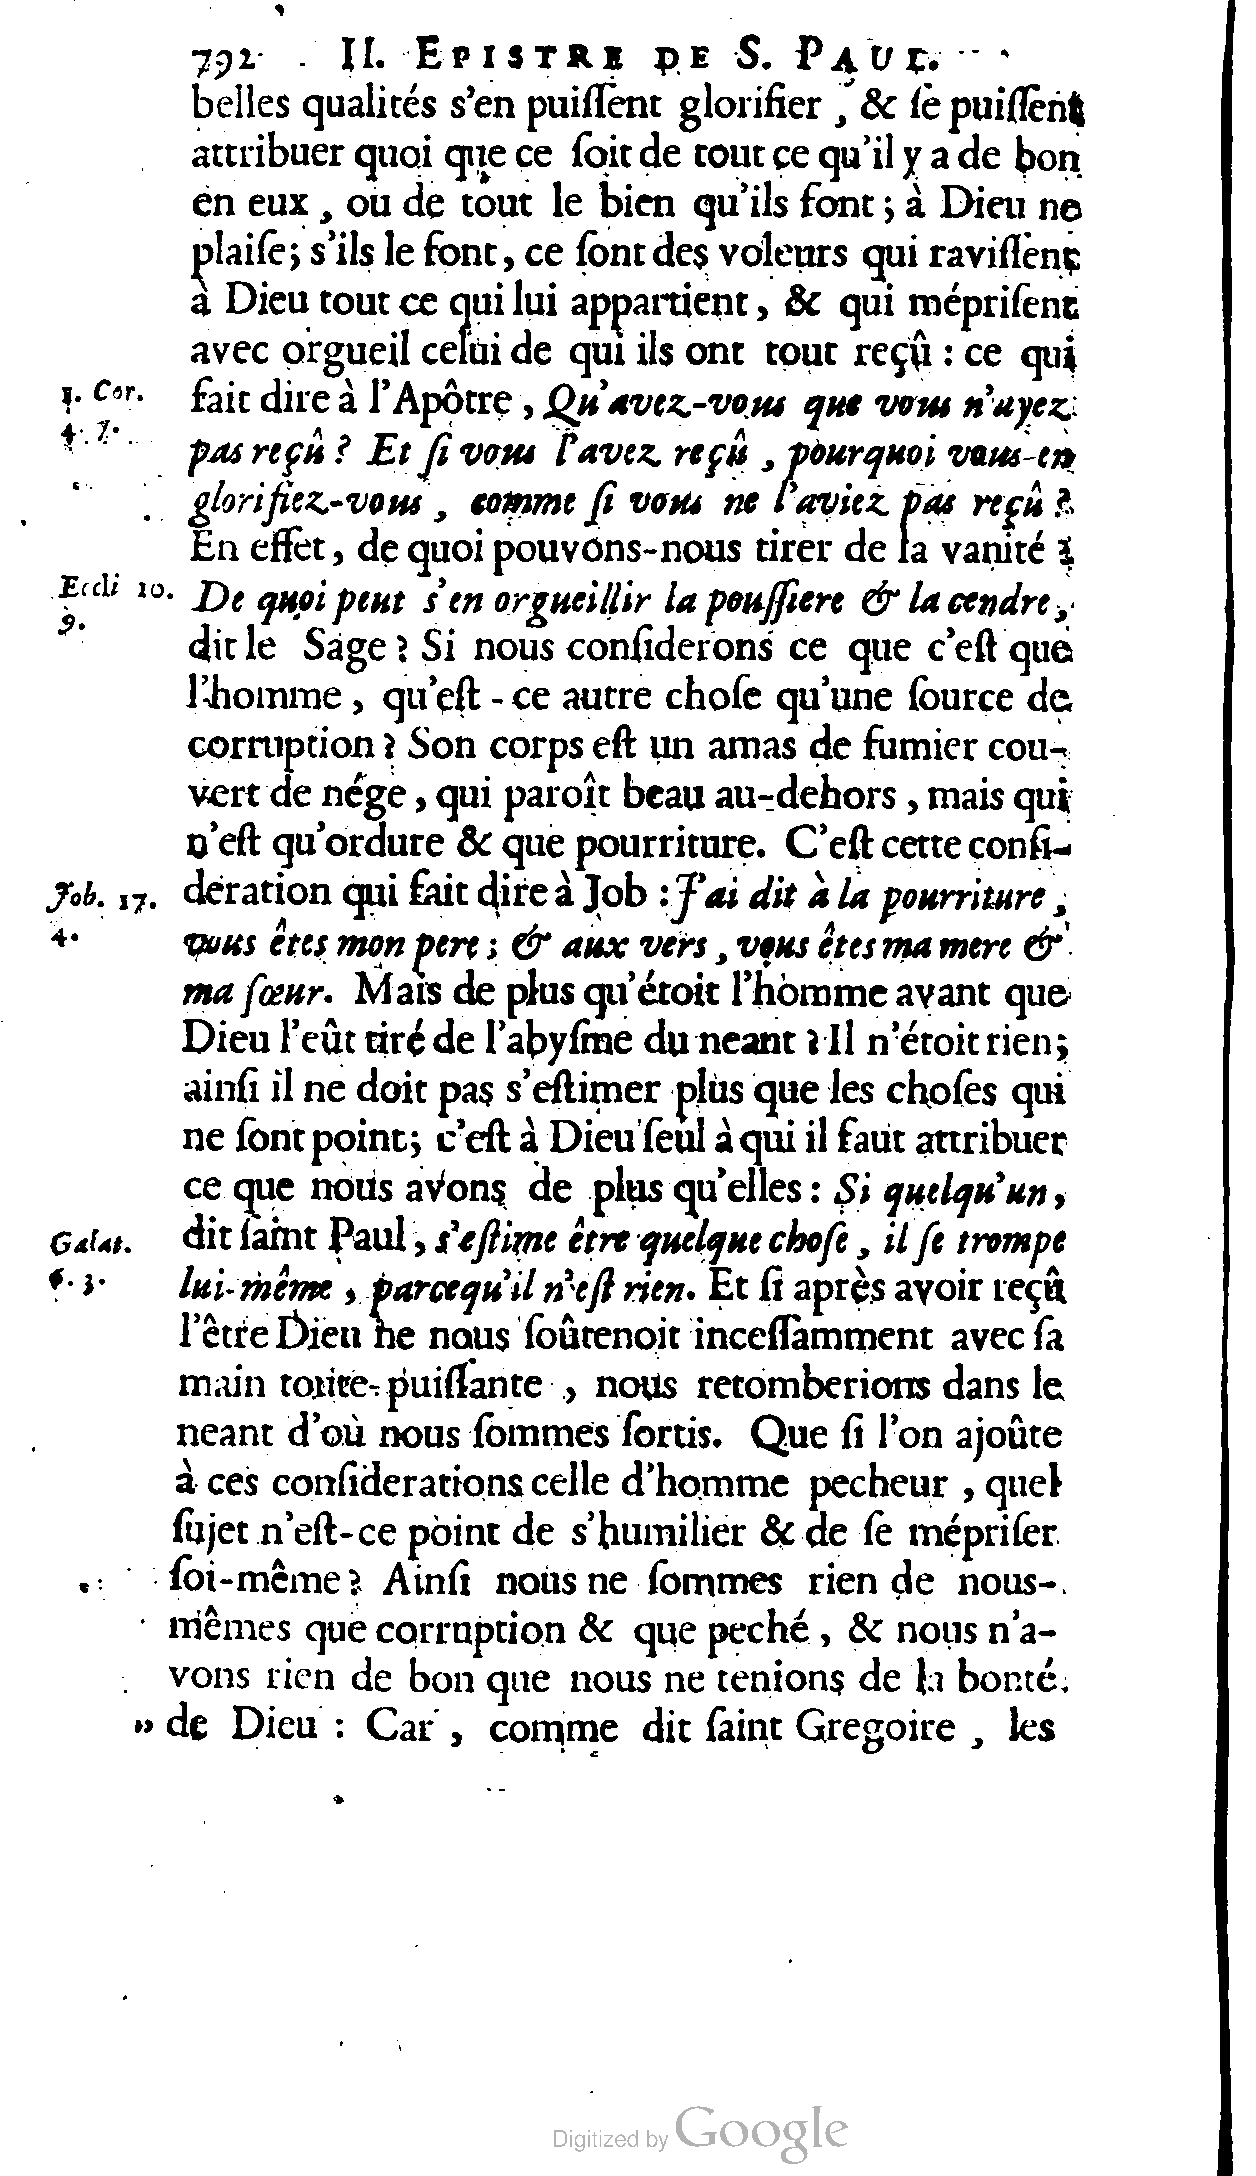 792 II. EPISTRE DE S. PAUL.
belles qualités s'en puiſſent glorifier, & ſe puiſſent
attribuer quoi que ce ſoit de tout ce qu'il y a de bon
en eux, ou de tout le bien qu'ils font; à Dieu ne
plaiſe; s'ils le font, ce ſont des voleurs qui raviſſent
à Dieu tout ce qui lui appartient, & qui mépriſent
avec orgueil celui de qui ils ont tout reçû : ce qui
1. Cor. fait dire à l'Apôtre, Qu'avez-vous que vous n'ayez
4. 7. pas reçû? Et ſi vous l'avez reçû, pourquoi vous-en
glorifiez-vous, comme ſi vous ne l'aviez pas reçû?
En effet, de quoi pouvons-nous tirer de la vanité?
Eccli 10. De quoi peut s'en orgueillir la pouſſiere & la cendre,
9.
dit le Sage? Si nous conſiderons ce que c'eſt que
l'homme, qu'eſt-ce autre choſe qu'une ſource de
corruption? Son corps eſt un amas de fumier cou-
vert de nége, qui paroît beau au-dehors, mais qui
n'eſt qu'ordure & que pourriture. C'eſt cette conſi-
Job. 17. deration qui fait dire à Job : J'ai dit à la pourriture,
4. vous êtes mon pere; & aux vers, vous êtes ma mere &
ma ſœur. Mais de plus qu'étoit l'homme avant que
Dieu l'eût tiré de l'abyſme du neant? Il n'étoit rien;
ainſi il ne doit pas s'eſtimer plus que les choſes qui
ne ſont point; c'eſt à Dieu ſeul à qui il faut attribuer
ce que nous avons de plus qu'elles : Si quelqu'un,
Galat. dit ſaint Paul, s'eſtime être quelque choſe, il ſe trompe
6. 3. lui-même, parcequ'il n'eſt rien. Et ſi après avoir reçû
l'être Dieu ne nous ſoûtenoit inceſſamment avec ſa
main toute-puiſſante, nous retomberions dans le
neant d'où nous ſommes ſortis. Que ſi l'on ajoûte
à ces conſiderations celle d'homme pecheur, quel
ſujet n'eſt-ce point de s'humilier & de ſe mépriſer
ſoi-même? Ainſi nous ne ſommes rien de nous-
mêmes que corruption & que peché, & nous n'a-
vons rien de bon que nous ne tenions de la bonté
» de Dieu : Car, comme dit ſaint Gregoire, les
Digitized by Google